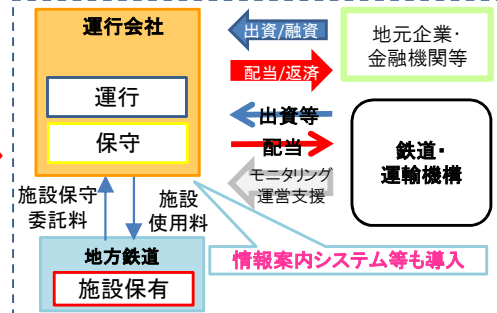 運行会社
出資/融資
地元企業・
金融機関等
配当/返済
運行
出資等
保守
配当
鉄道・
運輸機構
モニタリング
運営支援
施設保守
委託料
施設
使用料
地方鉄道
情報案内システム等も導入
施設保有